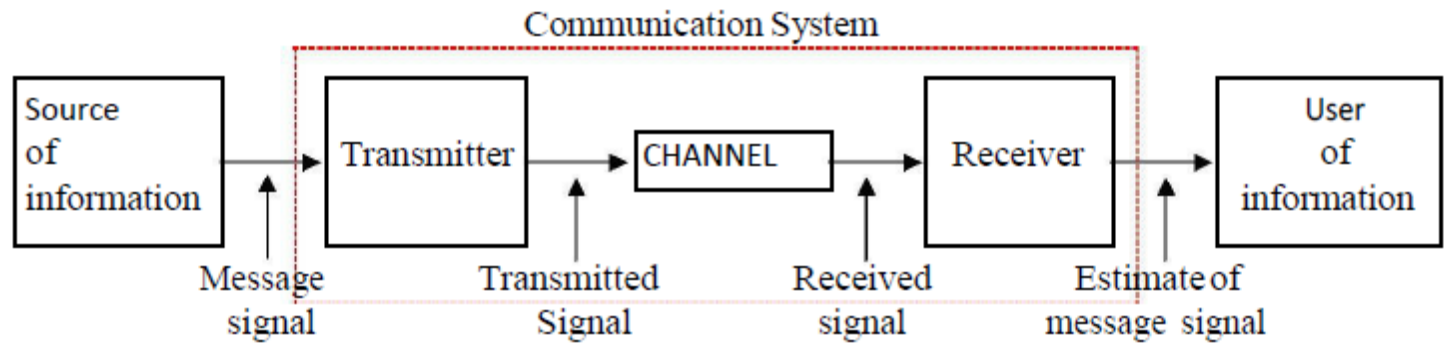 Communication System
Source
of
information
Transmitter
CHANNEL
Receiver
User
of
information
Message
signal
Transmitted
Signal
Received
signal
Estimate of
message signal